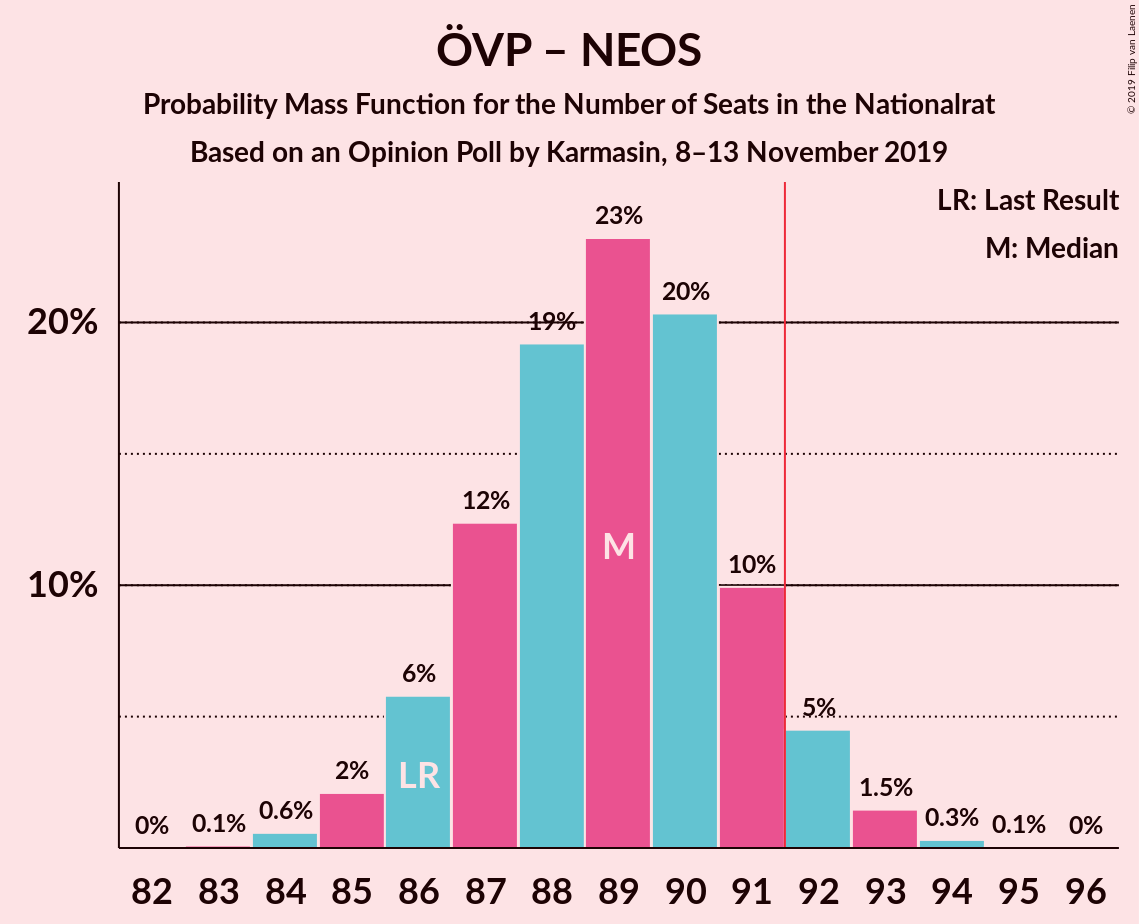 ÖVP – NEOS
Probability Mass Function for the Number of Seats in the Nationalrat
Based on an Opinion Poll by Karmasin, 8–13 November 2019
© 2019 Filip van Laenen
LR: Last Result
M: Median
23%
20%
19%
20%
12%
M
10%
10%
6%
5%
LR
2%
1.5%
0% 0.1% 0.6% 0.3% 0.1% 0%
82 83 84 85 86 87 88 89 90 91 92 93 94 95 96